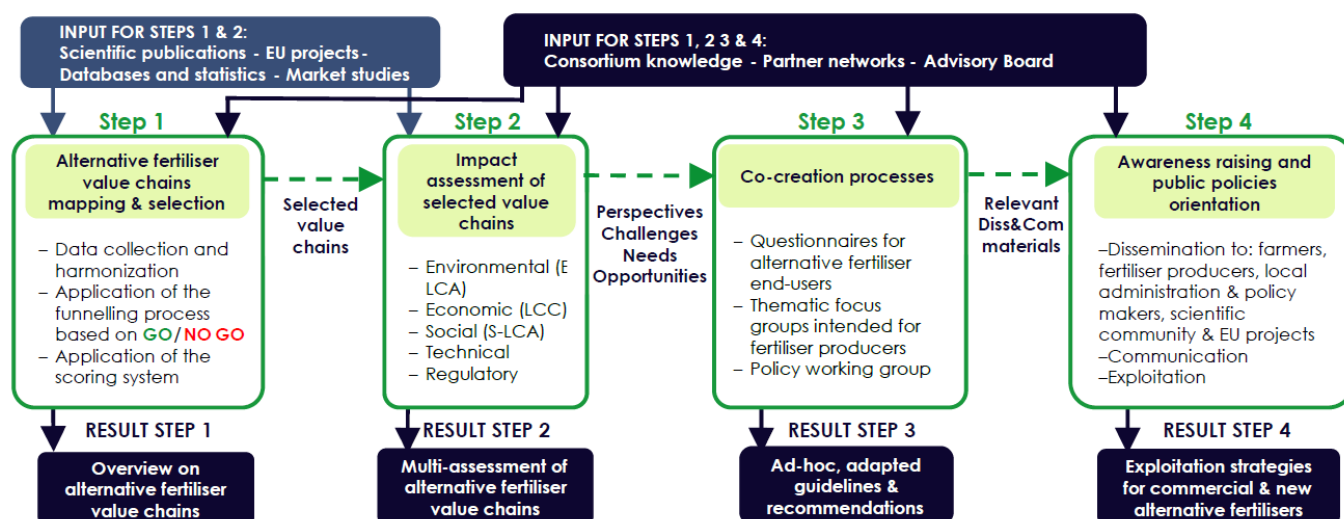 INPUT FOR STEPS 1 & 2:
Scientific publications - EU projects -
Databases and statistics - Market studies
INPUT FOR STEPS 1, 2 3 & 4:
Consortium knowledge - Partner networks - Advisory Board
Step 1
Alternative fertiliser
value chains
mapping & selection
– Data collection and
harmonization
– Application of the
funnelling process
based on GO/NO GO
– Application of the
scoring system
Selected
value
chains
Step 2
Impact
assessment of
selected value
chains
– Environmental (E
LCA)
– Economic (LCC)
– Social (S-LCA)
– Technical
– Regulatory
Perspectives
Challenges
Needs
Opportunities
Step 3
Co-creation processes
– Questionnaires for
alternative fertiliser
end-users
– Thematic focus
groups intended for
fertiliser producers
– Policy working group
Relevant
Diss&Com
materials
Step 4
Awareness raising and
public policies
orientation
–Dissemination to: farmers,
fertiliser producers, local
administration & policy
makers, scientific
community & EU projects
–Communication
–Exploitation
RESULT STEP 1
Overview on
alternative fertiliser
value chains
RESULT STEP 2
Multi-assessment of
alternative fertiliser
value chains
RESULT STEP 3
Ad-hoc, adapted
guidelines &
recommendations
RESULT STEP 4
Exploitation strategies
for commercial & new
alternative fertilisers